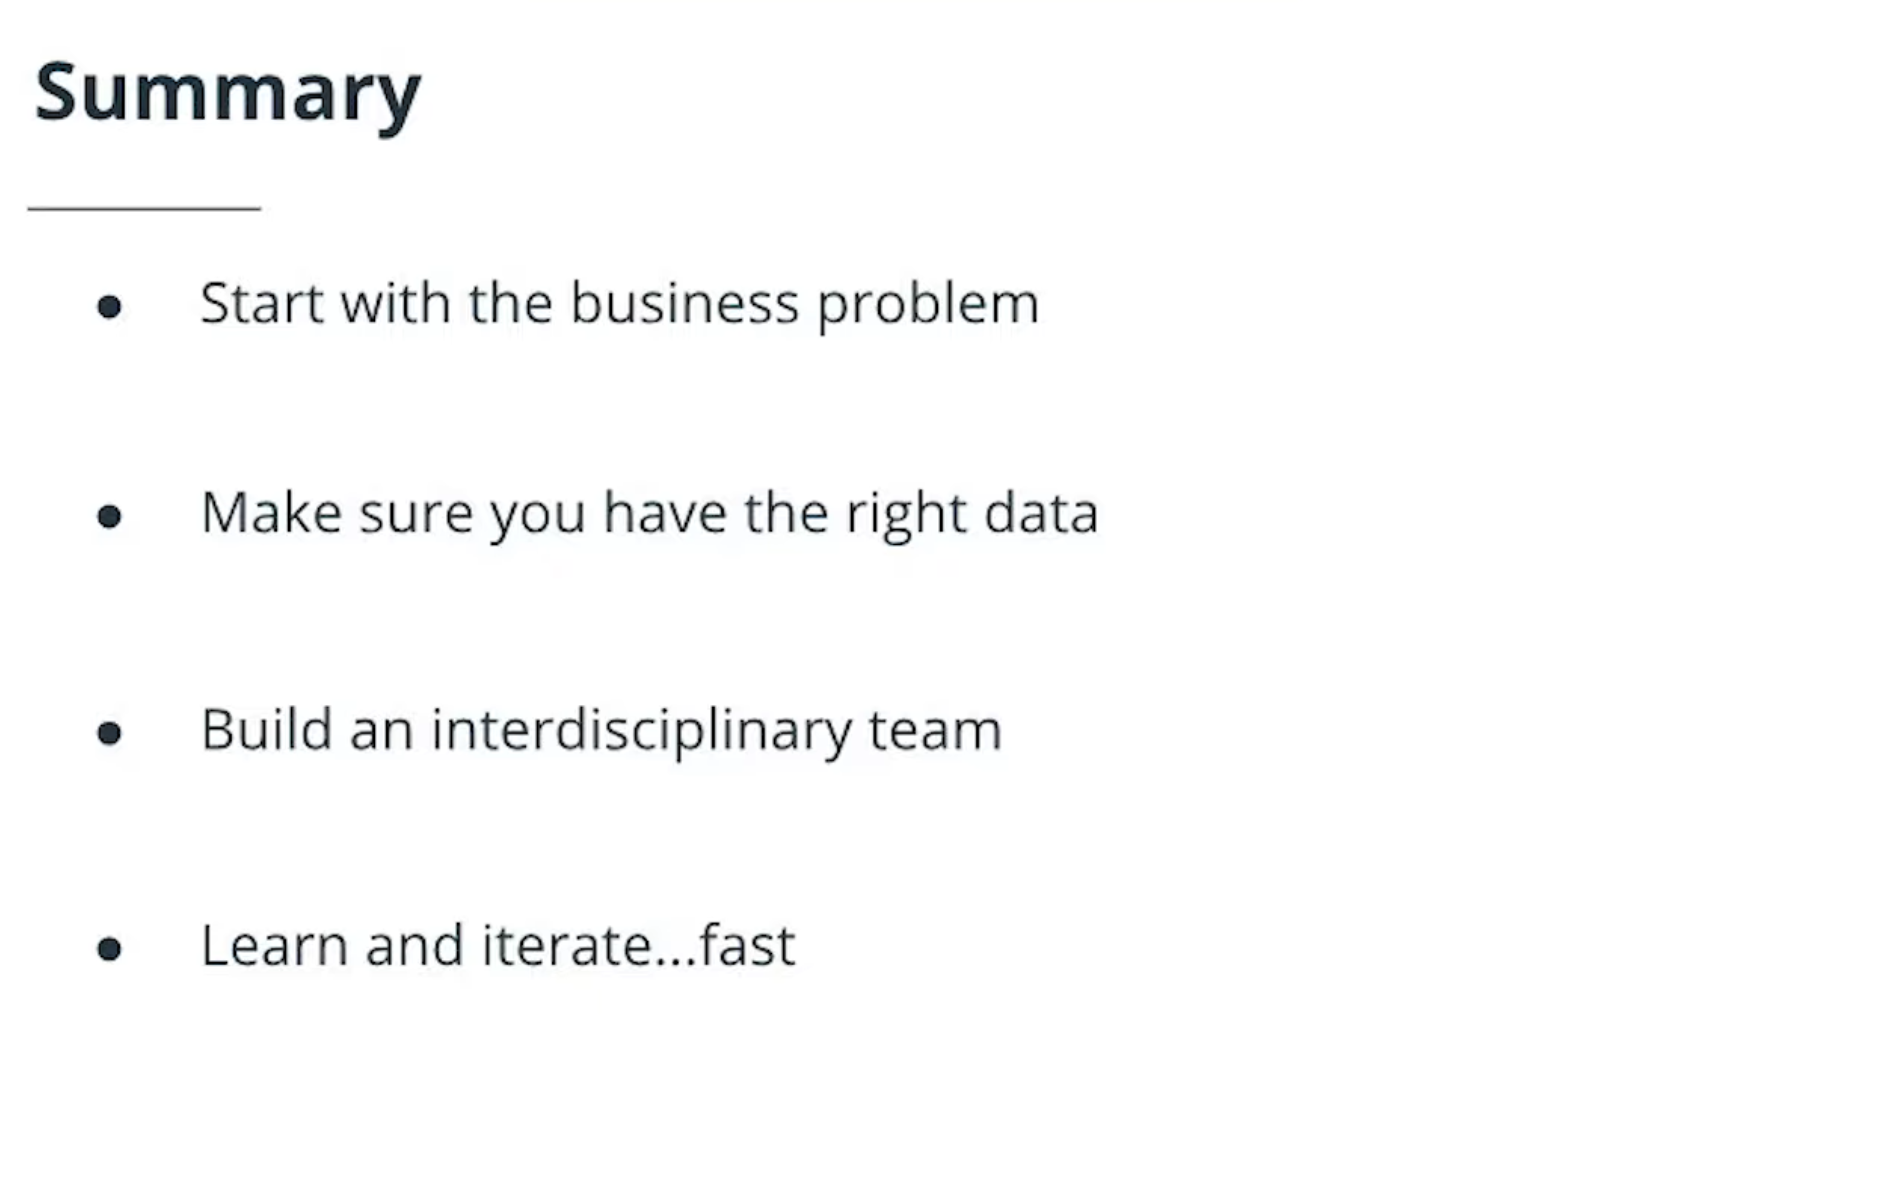 Summary
● Start with the business problem
● Make sure you have the right data
● Build an interdisciplinary team
● Learn and iterate...fast